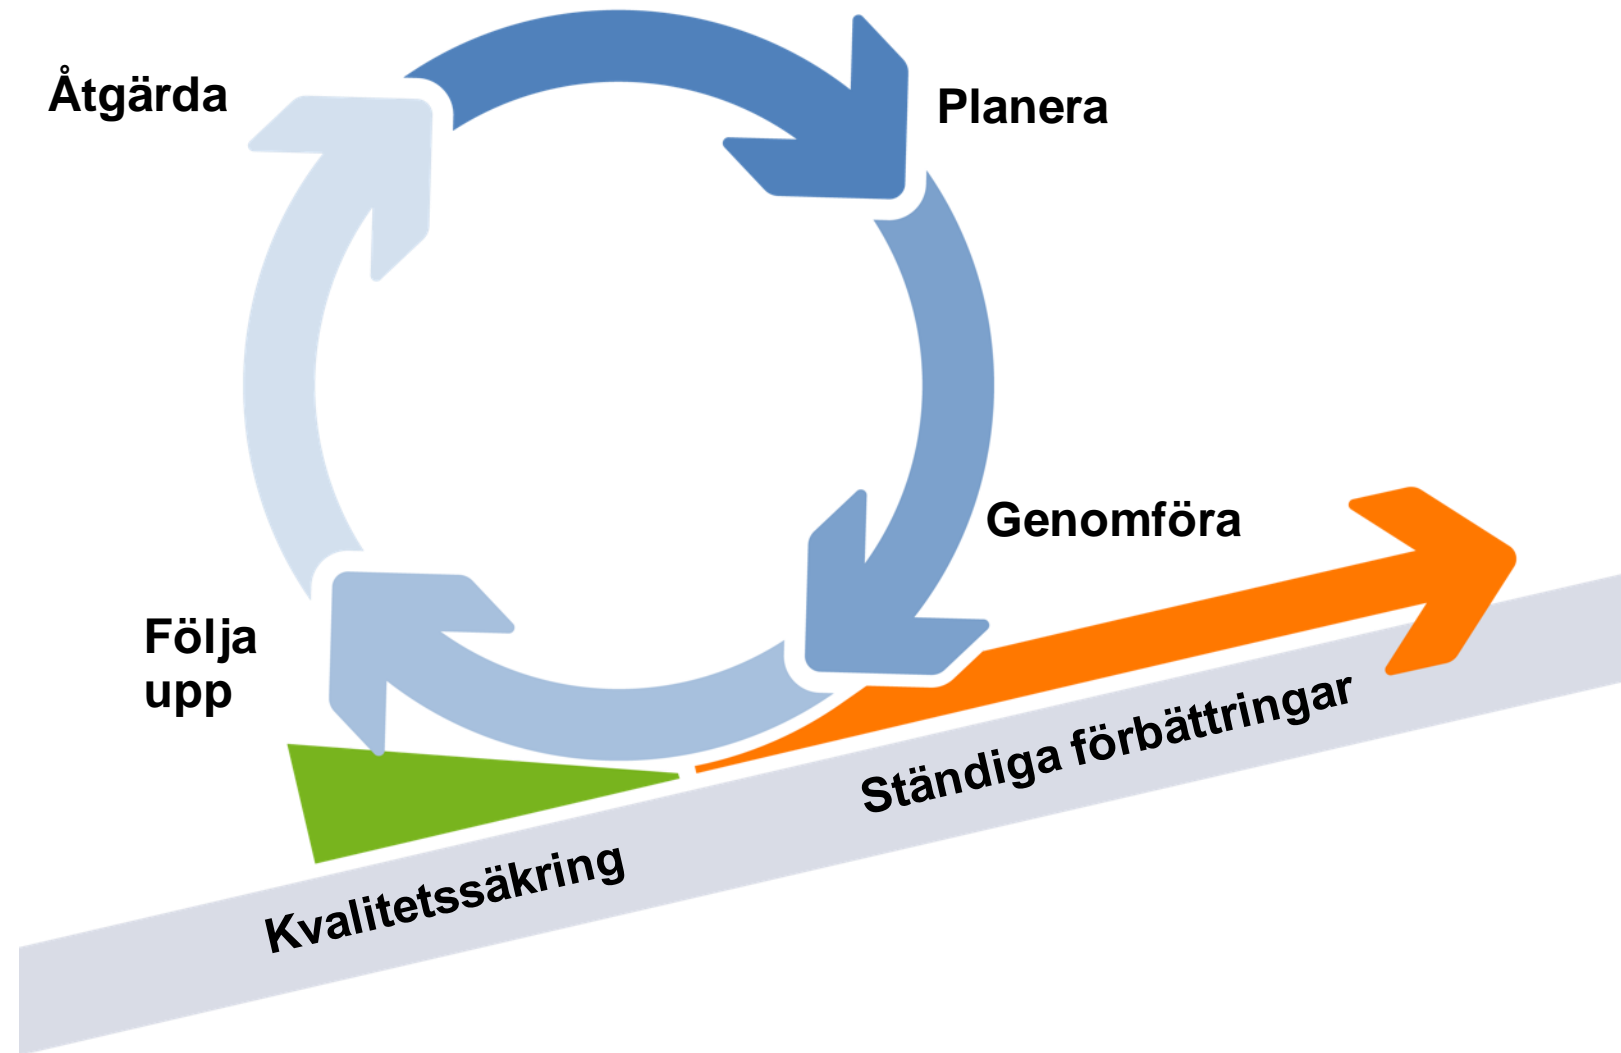 Åtgärda
Planera
Genomföra
Följa
upp
Ständiga förbättringar
Kvalitetssäkring